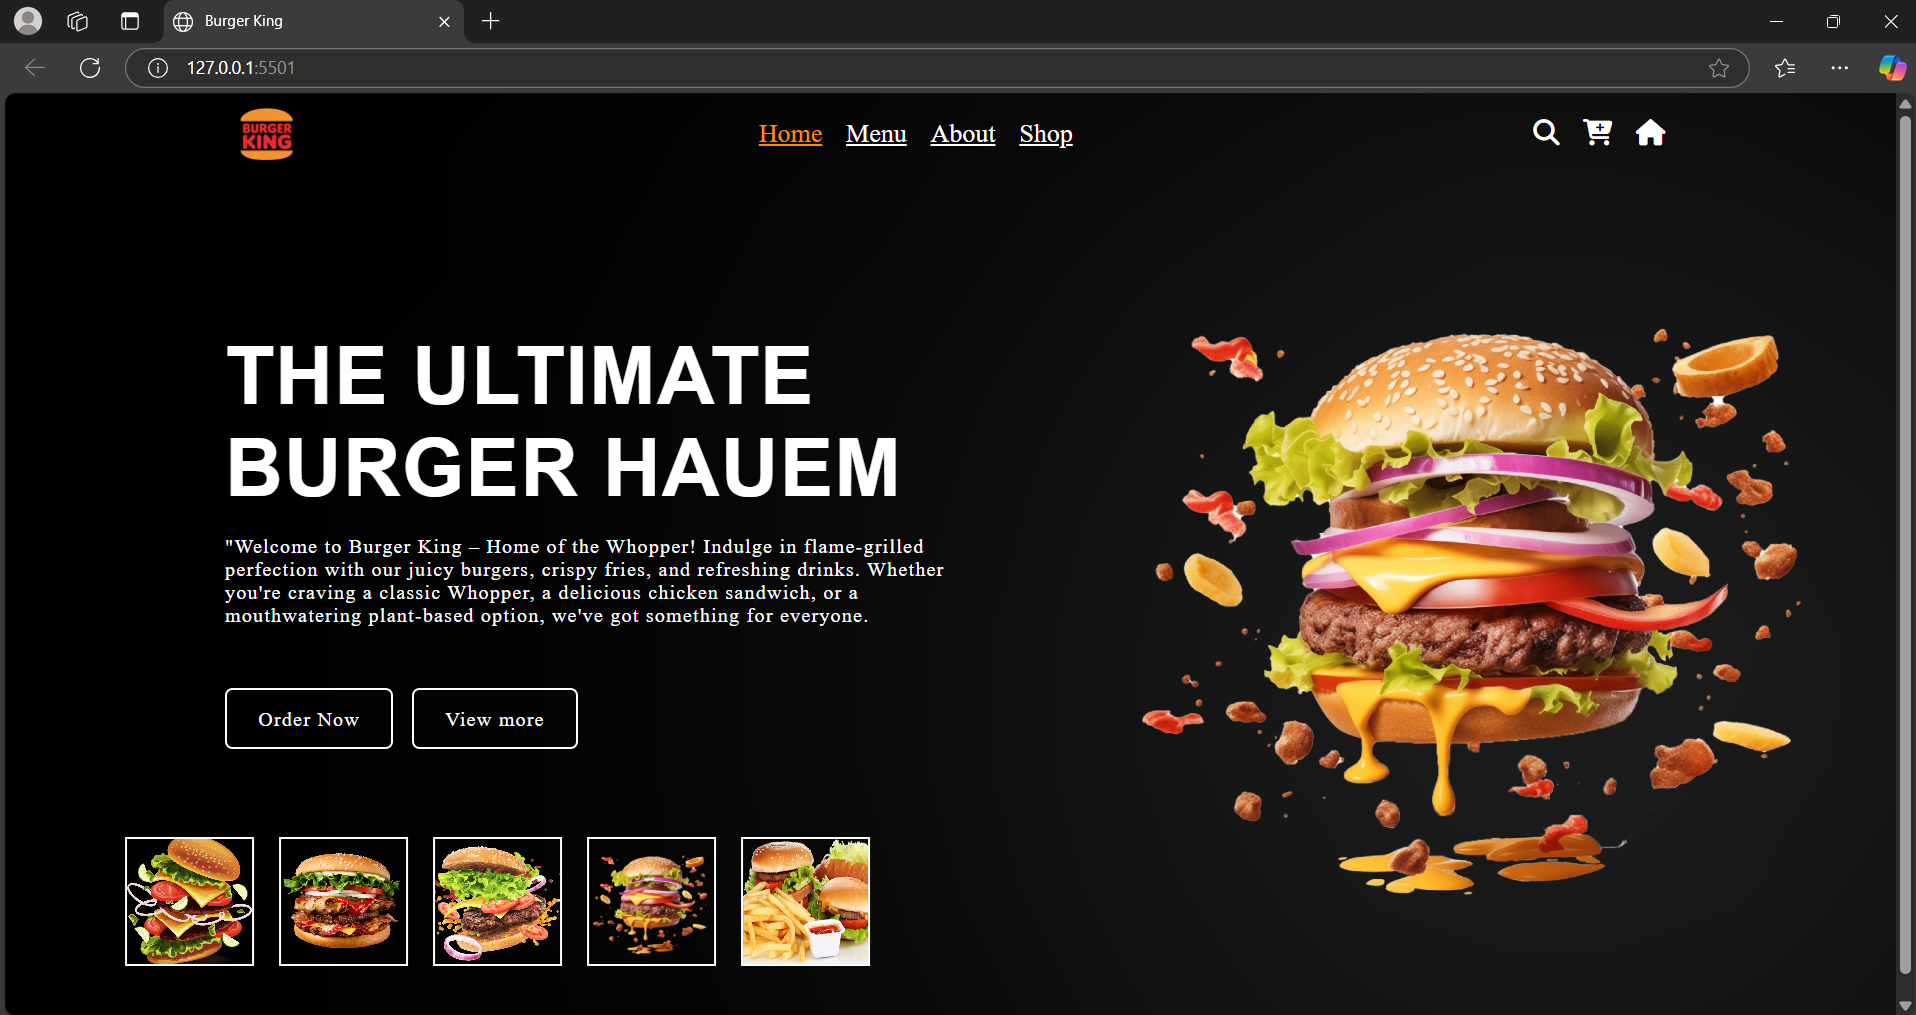 Burger King
127.0.0.1:5501
BURGER
KING
Home Menu About Shop
THE ULTIMATE
BURGER HAUEM
"Welcome to Burger King – Home of the Whopper! Indulge in flame-grilled
perfection with our juicy burgers, crispy fries, and refreshing drinks. Whether
you're craving a classic Whopper, a delicious chicken sandwich, or a
mouthwatering plant-based option, we've got something for everyone.
Order Now View more